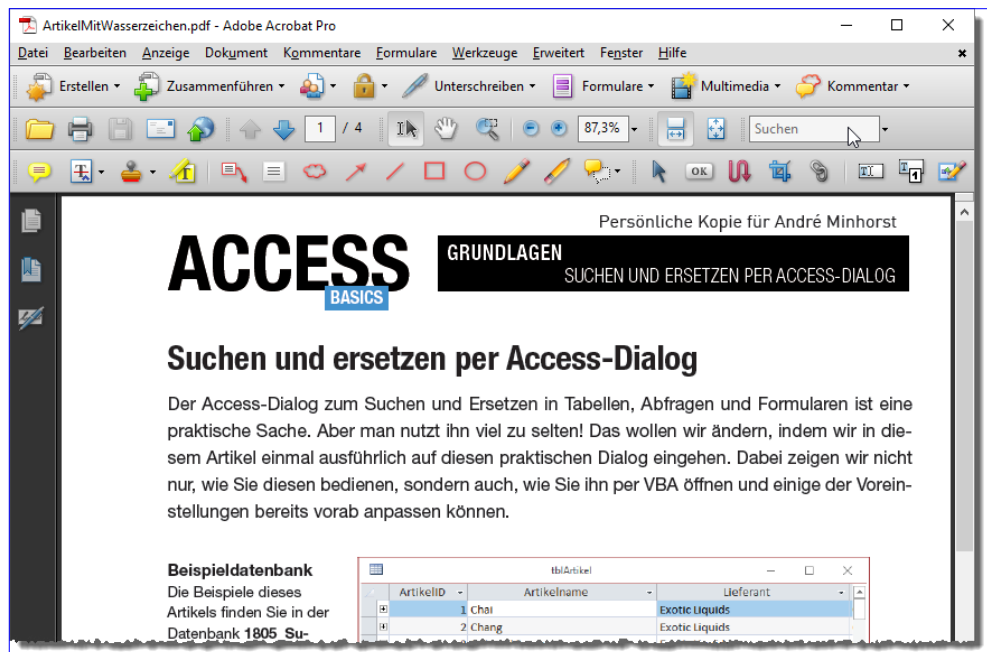 ArtikelMitWasserzeichen.pdf - Adobe Acrobat Pro
Datei Bearbeiten Anzeige Dokument Kommentare Formulare Werkzeuge Erweitert Fenster Hilfe
Erstellen Zusammenführen Unterschreiben Formulare Multimedia Kommentar
1 / 4 87,3% Suchen
OK
Persönliche Kopie für André Minhorst
ACCESS
BASICS
GRUNDLAGEN
SUCHEN UND ERSETZEN PER ACCESS-DIALOG
Suchen und ersetzen per Access-Dialog
Der Access-Dialog zum Suchen und Ersetzen in Tabellen, Abfragen und Formularen ist eine
praktische Sache. Aber man nutzt ihn viel zu selten! Das wollen wir ändern, indem wir in die-
sem Artikel einmal ausführlich auf diesen praktischen Dialog eingehen. Dabei zeigen wir nicht
nur, wie Sie diesen bedienen, sondern auch, wie Sie ihn per VBA öffnen und einige der Vorein-
stellungen bereits vorab anpassen können.
Beispieldatenbank
Die Beispiele dieses
Artikels finden Sie in der
Datenbank 1805_Su-
tblArtikel
ArtikelID Artikelname Lieferant
1 Chai Exotic Liquids
2 Chang Exotic Liquids